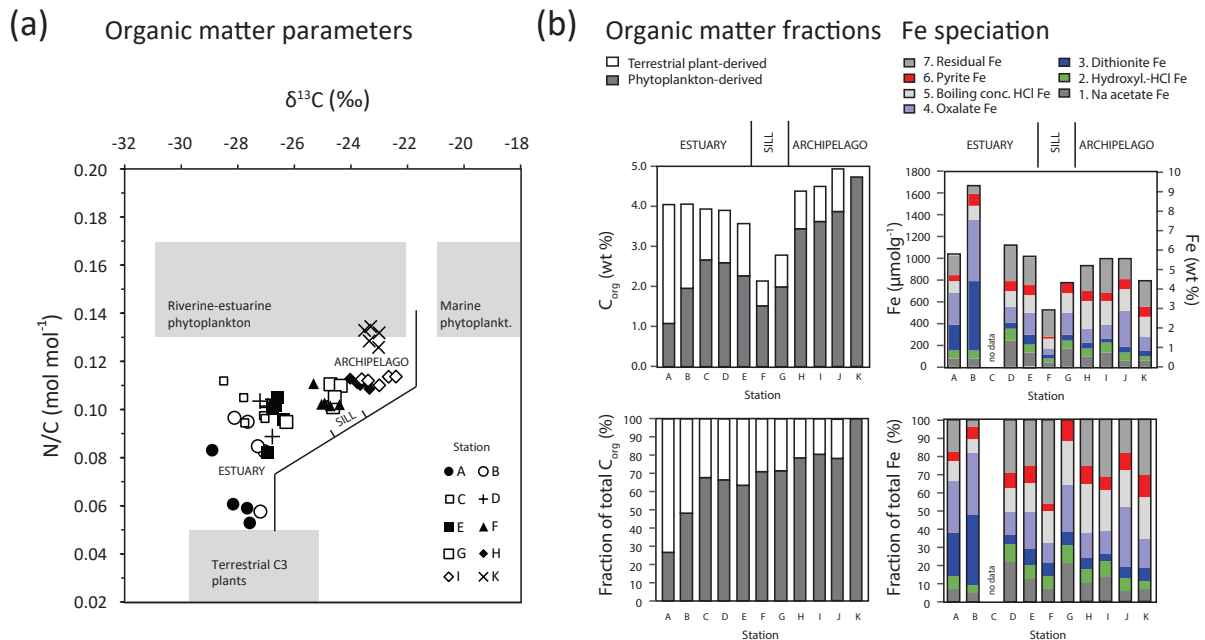 (a) Organic matter parameters
δ¹³C (‰)
-32 -30 -28 -26 -24 -22 -20 -18
N/C (mol mol⁻¹)
0.20
0.18
0.16
0.14
0.12
0.10
0.08
0.06
0.04
0.02
Riverine-estuarine
phytoplankton
Marine
phytoplankt.
ARCHIPELAGO
SILL
ESTUARY
Terrestrial C3
plants
Station
A B
C D
E F
G H
I K
(b) Organic matter fractions Fe speciation
Terrestrial plant-derived
Phytoplankton-derived
7. Residual Fe
6. Pyrite Fe
5. Boiling conc. HCl Fe
4. Oxalate Fe
3. Dithionite Fe
2. Hydroxyl.-HCl Fe
1. Na acetate Fe
ESTUARY SILL ARCHIPELAGO
C_org (wt %)
5.0
4.0
3.0
2.0
1.0
0.0
A B C D E F G H I J K
Station
ESTUARY SILL ARCHIPELAGO
Fe (µmolg⁻¹)
1800
1600
1400
1200
1000
800
600
400
200
0
no data
10
9
8
7
6
5
4
3
2
1
0
Fe (wt %)
A B C D E F G H I J K
Station
Fraction of total C_org (%)
100
90
80
70
60
50
40
30
20
10
0
A B C D E F G H I J K
Station
Fraction of total Fe (%)
100
90
80
70
60
50
40
30
20
10
0
no data
A B C D E F G H I J K
Station